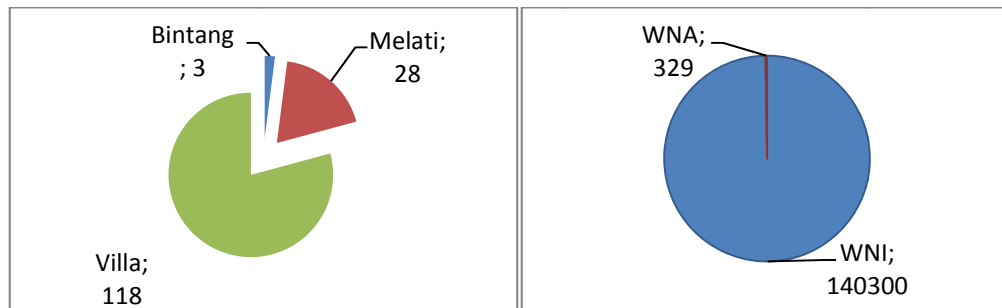 Bintang
; 3
Melati;
28
Villa;
118
WNA;
329
WNI;
140300